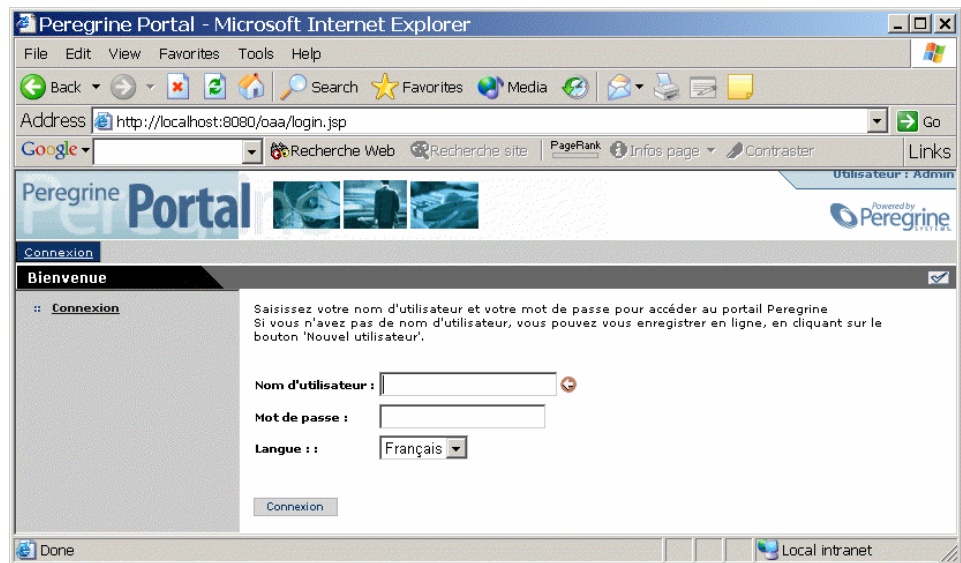 Peregrine Portal - Microsoft Internet Explorer
File Edit View Favorites Tools Help
Back Search Favorites Media
Address http://localhost:8080/oaa/login.jsp Go
Google Recherche Web Recherche site PageRank Infos page Contraster Links
Utilisateur : Admin
Peregrine Portal
Powered by
Peregrine
SYSTEMS
Connexion
Bienvenue
:: Connexion
Saisissez votre nom d'utilisateur et votre mot de passe pour accéder au portail Peregrine
Si vous n'avez pas de nom d'utilisateur, vous pouvez vous enregistrer en ligne, en cliquant sur le
bouton 'Nouvel utilisateur'.
Nom d'utilisateur :
Mot de passe :
Langue : : Français
Connexion
Done Local intranet